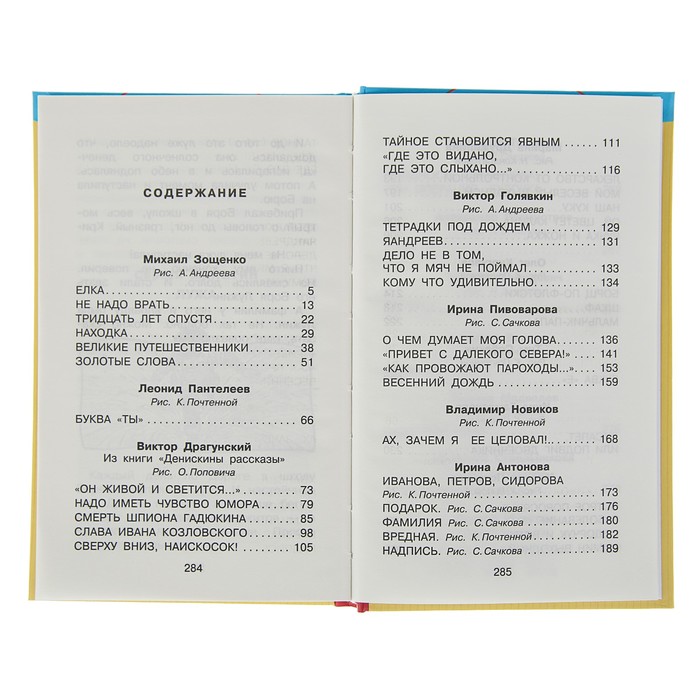 СОДЕРЖАНИЕ
Михаил Зощенко
Рис. А.Андреева
ЕЛКА ..................... 5
НЕ НАДО ВРАТЬ ............. 13
ТРИДЦАТЬ ЛЕТ СПУСТЯ ........ 22
НАХОДКА .................. 29
ВЕЛИКИЕ ПУТЕШЕСТВЕННИКИ .... 38
ЗОЛОТЫЕ СЛОВА ............. 51
Леонид Пантелеев
Рис. К.Почтенной
БУКВА «ТЫ» ................ 66
Виктор Драгунский
Из книги «Денискины рассказы»
Рис. О.Поповича
«ОН ЖИВОЙ И СВЕТИТСЯ...» ..... 73
НАДО ИМЕТЬ ЧУВСТВО ЮМОРА .. 79
СМЕРТЬ ШПИОНА ГАДЮКИНА .... 85
СЛАВА ИВАНА КОЗЛОВСКОГО .... 98
СВЕРХУ ВНИЗ, НАИСКОСОК! ..... 105
284
ТАЙНОЕ СТАНОВИТСЯ ЯВНЫМ ..... 111
«ГДЕ ЭТО ВИДАНО,
ГДЕ ЭТО СЛЫХАНО...» ......... 116
Виктор Голявкин
Рис. А.Андреева
ТЕТРАДКИ ПОД ДОЖДЕМ ........ 129
ЯАНДРЕЕВ ................. 131
ДЕЛО НЕ В ТОМ,
ЧТО Я МЯЧ НЕ ПОЙМАЛ ........ 133
КОМУ ЧТО УДИВИТЕЛЬНО ....... 134
Ирина Пивоварова
Рис. С.Сачкова
О ЧЕМ ДУМАЕТ МОЯ ГОЛОВА ..... 136
«ПРИВЕТ С ДАЛЕКОГО СЕВЕРА!» ... 141
«КАК ПРОВОЖАЮТ ПАРОХОДЫ...» .. 153
ВЕСЕННИЙ ДОЖДЬ ........... 159
Владимир Новиков
Рис. К.Почтенной
АХ, ЗАЧЕМ Я ЕЕ ЦЕЛОВАЛ!.. ...... 168
Ирина Антонова
ИВАНОВА, ПЕТРОВ, СИДОРОВА
Рис. К.Почтенной ............ 173
ПОДАРОК. Рис. С.Сачкова ....... 176
ФАМИЛИЯ Рис. С.Сачкова ....... 180
ВРЕДНАЯ. Рис. К.Почтенной ..... 182
НАДПИСЬ. Рис. С.Сачкова ....... 189
285